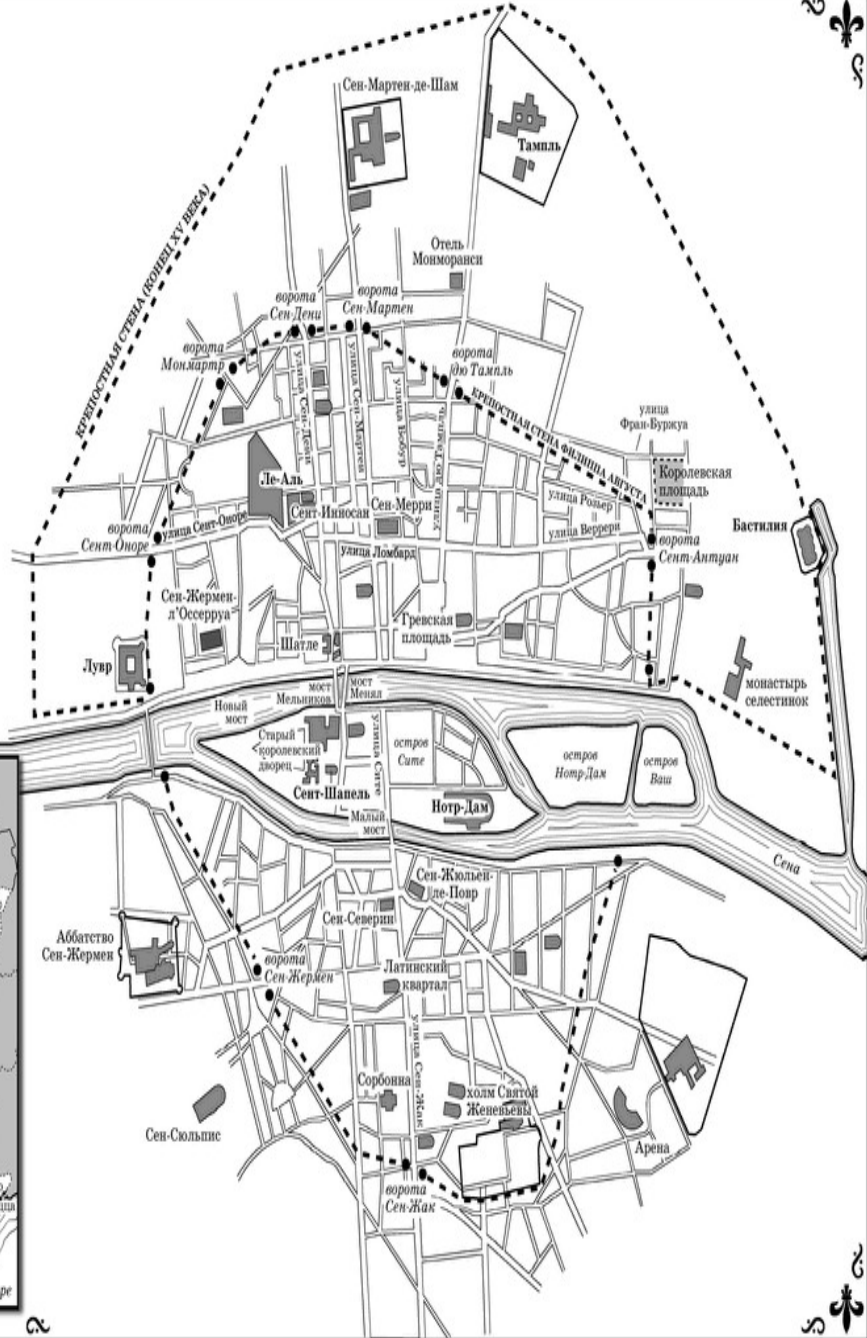 Сен-Мартен-де-Шам
Тампль
КРЕПОСТНАЯ СТЕНА (КОНЕЦ XV ВЕКА)
Отель
Монморанси
ворота
Сен-Дени
ворота
Сен-Мартен
ворота
Монмартр
ворота
дю Тампль
улица Сен-Дени
улица Сен-Мартен
улица Бобур
улица дю Тампль
КРЕПОСТНАЯ СТЕНА ФИЛИППА АВГУСТА
улица
Фран-Буржуа
Королевская
площадь
Ле-Аль
Сент-Инносан
Сен-Мерри
улица Розьер
улица Веррери
Бастилия
ворота
Сент-Оноре
улица Сент-Оноре
улица Ломбард
ворота
Сент-Антуан
Сен-Жермен-
л'Оссерруа
Гревская
площадь
Шатле
Лувр
монастырь
селестинок
Новый
мост
мост
Мельников
мост
Менял
Старый
королевский
дворец
улица Сите
остров
Сите
остров
Нотр-Дам
остров
Ваш
Сент-Шапель
Нотр-Дам
Малый
мост
Сена
Сен-Жюльен-
ле-Повр
Сен-Северин
Аббатство
Сен-Жермен
ворота
Сен-Жермен
Латинский
квартал
улица Сен-Жак
Сорбонна
холм Святой
Женевьевы
Сен-Сюльпис
Арена
ворота
Сен-Жак
ре